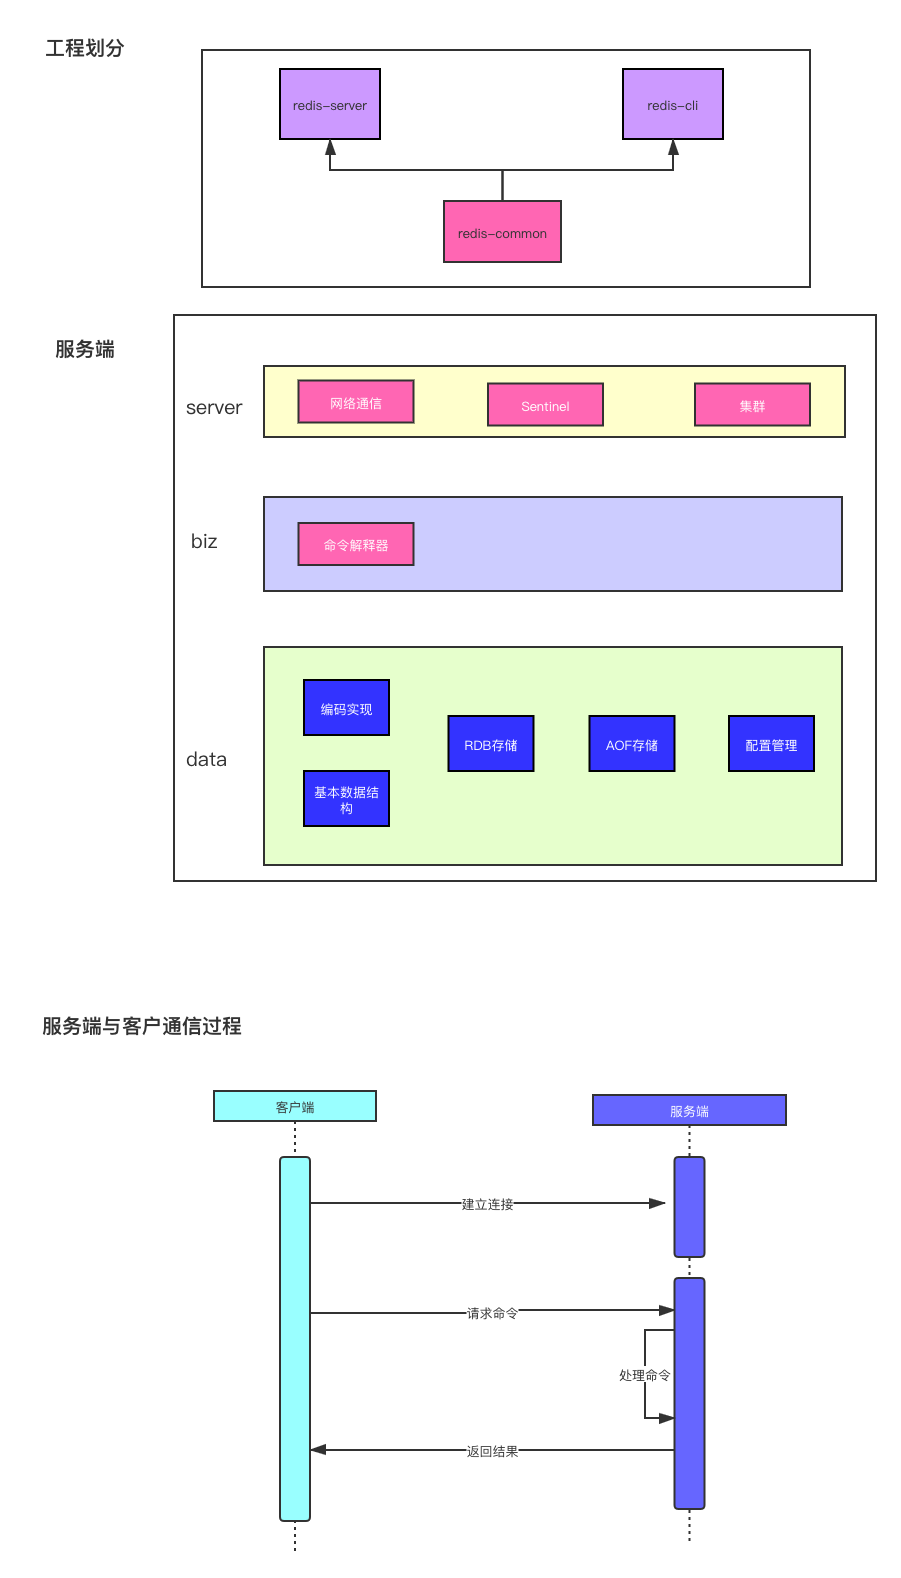 工程划分
redis-server
redis-cli
redis-common
服务端
server
网络通信
Sentinel
集群
biz
命令解释器
data
编码实现
RDB存储
AOF存储
配置管理
基本数据结
构
服务端与客户通信过程
客户端
服务端
建立连接
请求命令
处理命令
返回结果